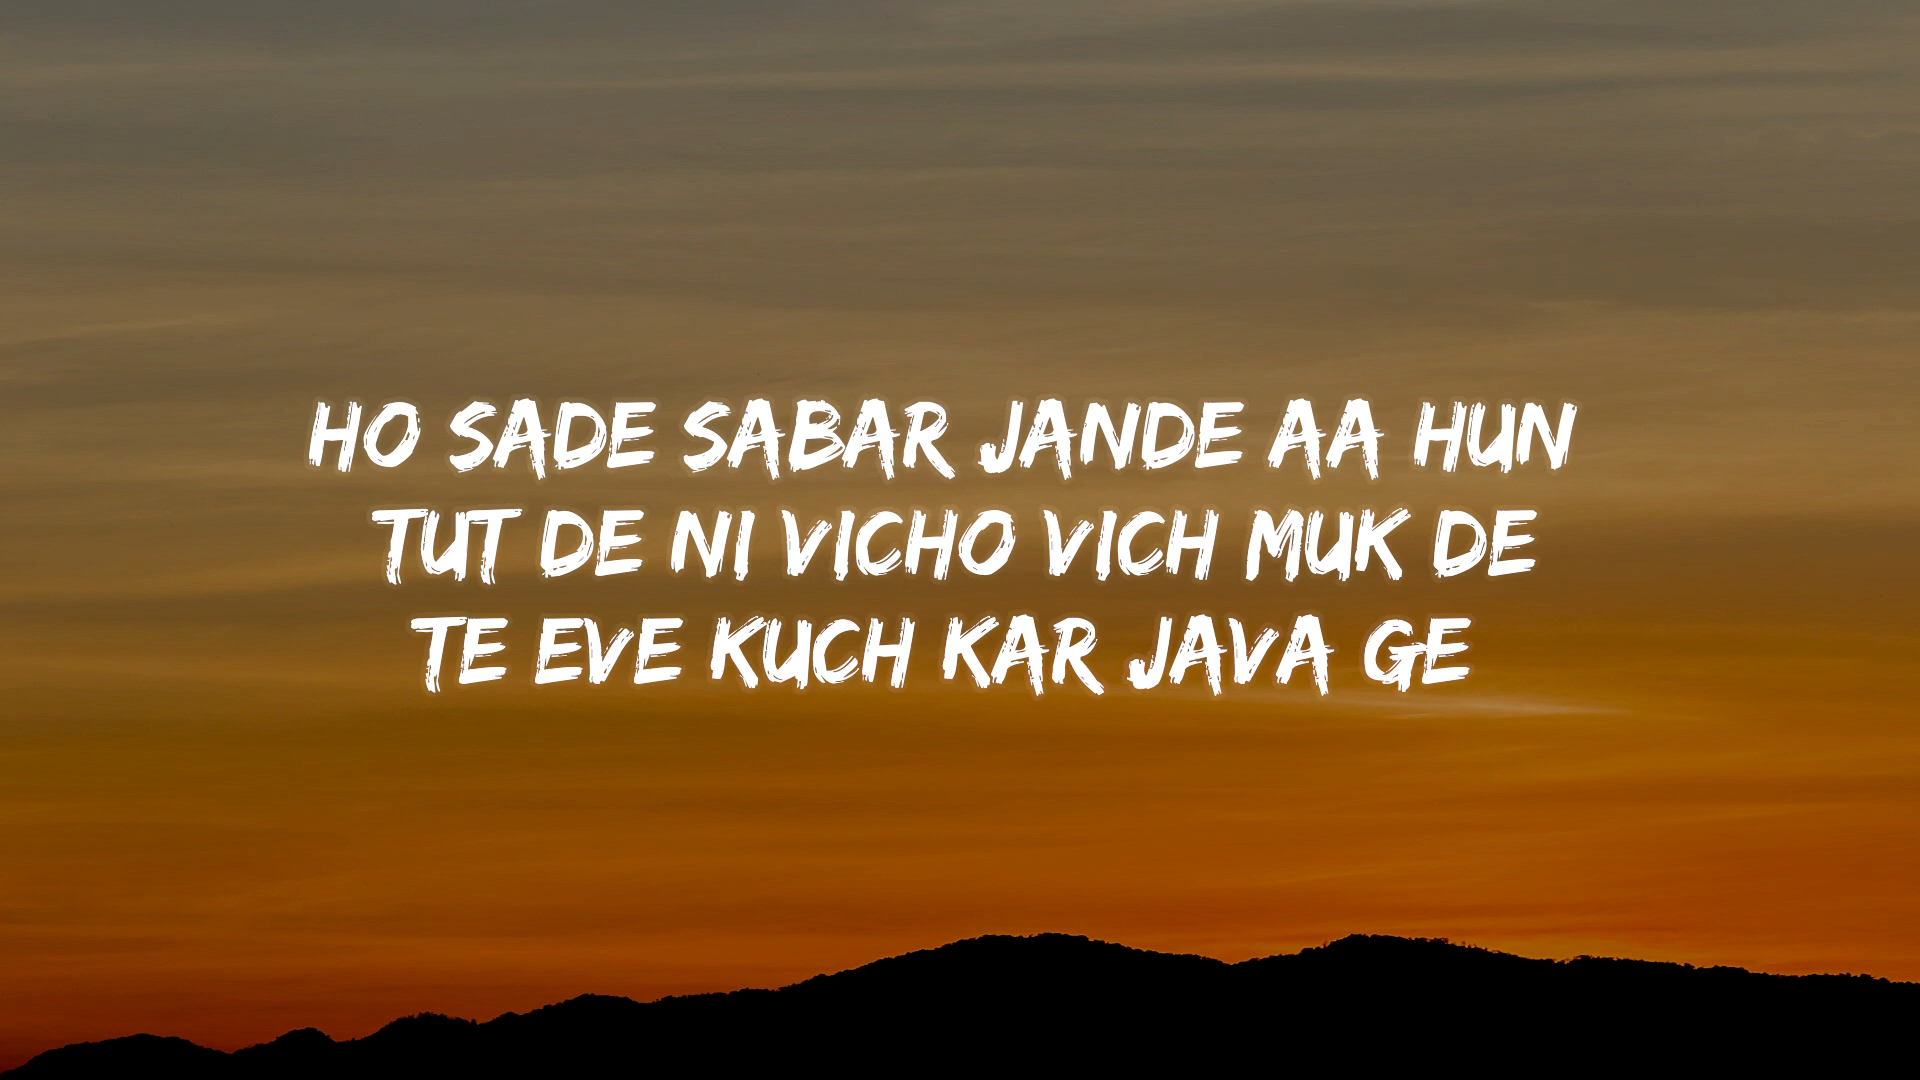 HO SADE SABAR JANDE AA HUN
TUT DE NI VICHO VICH MUK DE
TE EVE KUCH KAR JAVA GE